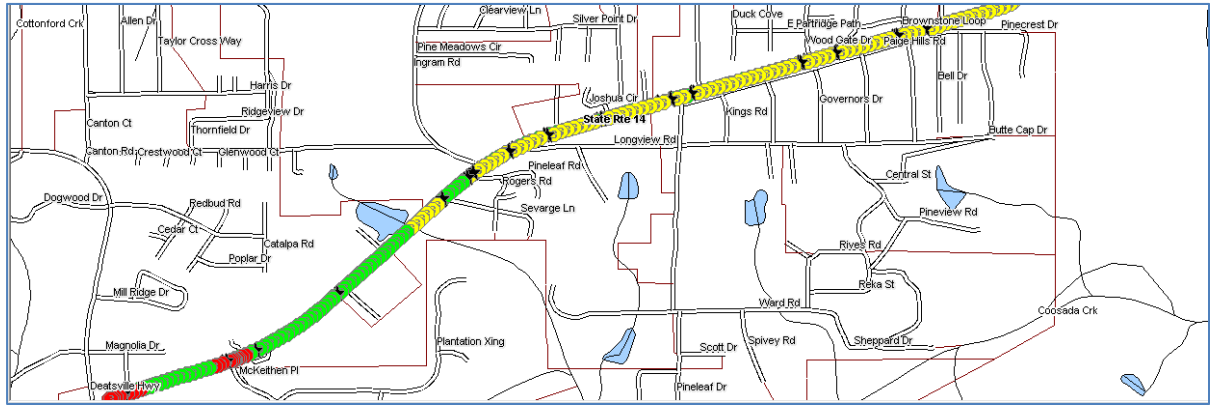 Cottonford Crk
Allen Dr
Clearview Ln
Silver Point Dr
Duck Cove
E Partridge Path
Brownstone Loop
Pinecrest Dr
Taylor Cross Way
Pine Meadows Cir
Wood Gate Dr
Paige Hills Rd
Ingram Rd
Harris Dr
Bell Dr
Joshua Cir
Governors Dr
Ridgeview Dr
Kings Rd
Canton Ct
State Rte 14
Thornfield Dr
Butte Cap Dr
Longview Rd
Canton Rd
Crestwood Ct
Glenwood Ct
Pineleaf Rd
Central St
Rogers Rd
Dogwood Dr
Redbud Rd
Sevarge Ln
Pineview Rd
Cedar Ct
Catalpa Rd
Rives Rd
Poplar Dr
Reka St
Mill Ridge Dr
Ward Rd
Coosada Crk
Magnolia Dr
Plantation Xing
Spivey Rd
Sheppard Dr
Scott Dr
McKeithen Pl
Deatsville Hwy
Pineleaf Dr